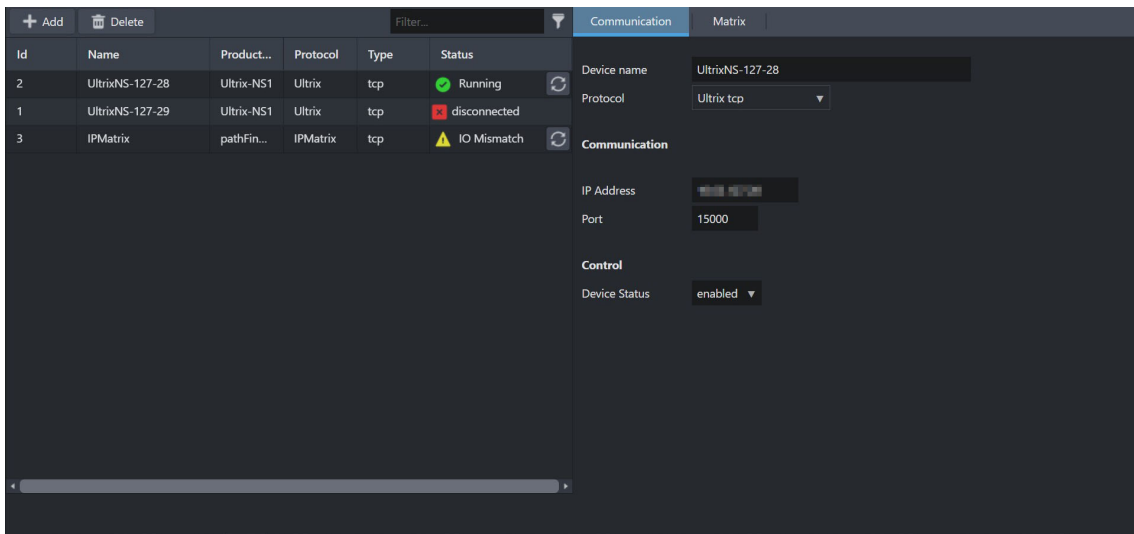 Add Delete Filter...
Id Name Product... Protocol Type Status
2 UltrixNS-127-28 Ultrix-NS1 Ultrix tcp Running
1 UltrixNS-127-29 Ultrix-NS1 Ultrix tcp disconnected
3 IPMatrix pathFin... IPMatrix tcp IO Mismatch
Communication Matrix
Device name UltrixNS-127-28
Protocol Ultrix tcp
Communication
IP Address
Port 15000
Control
Device Status enabled